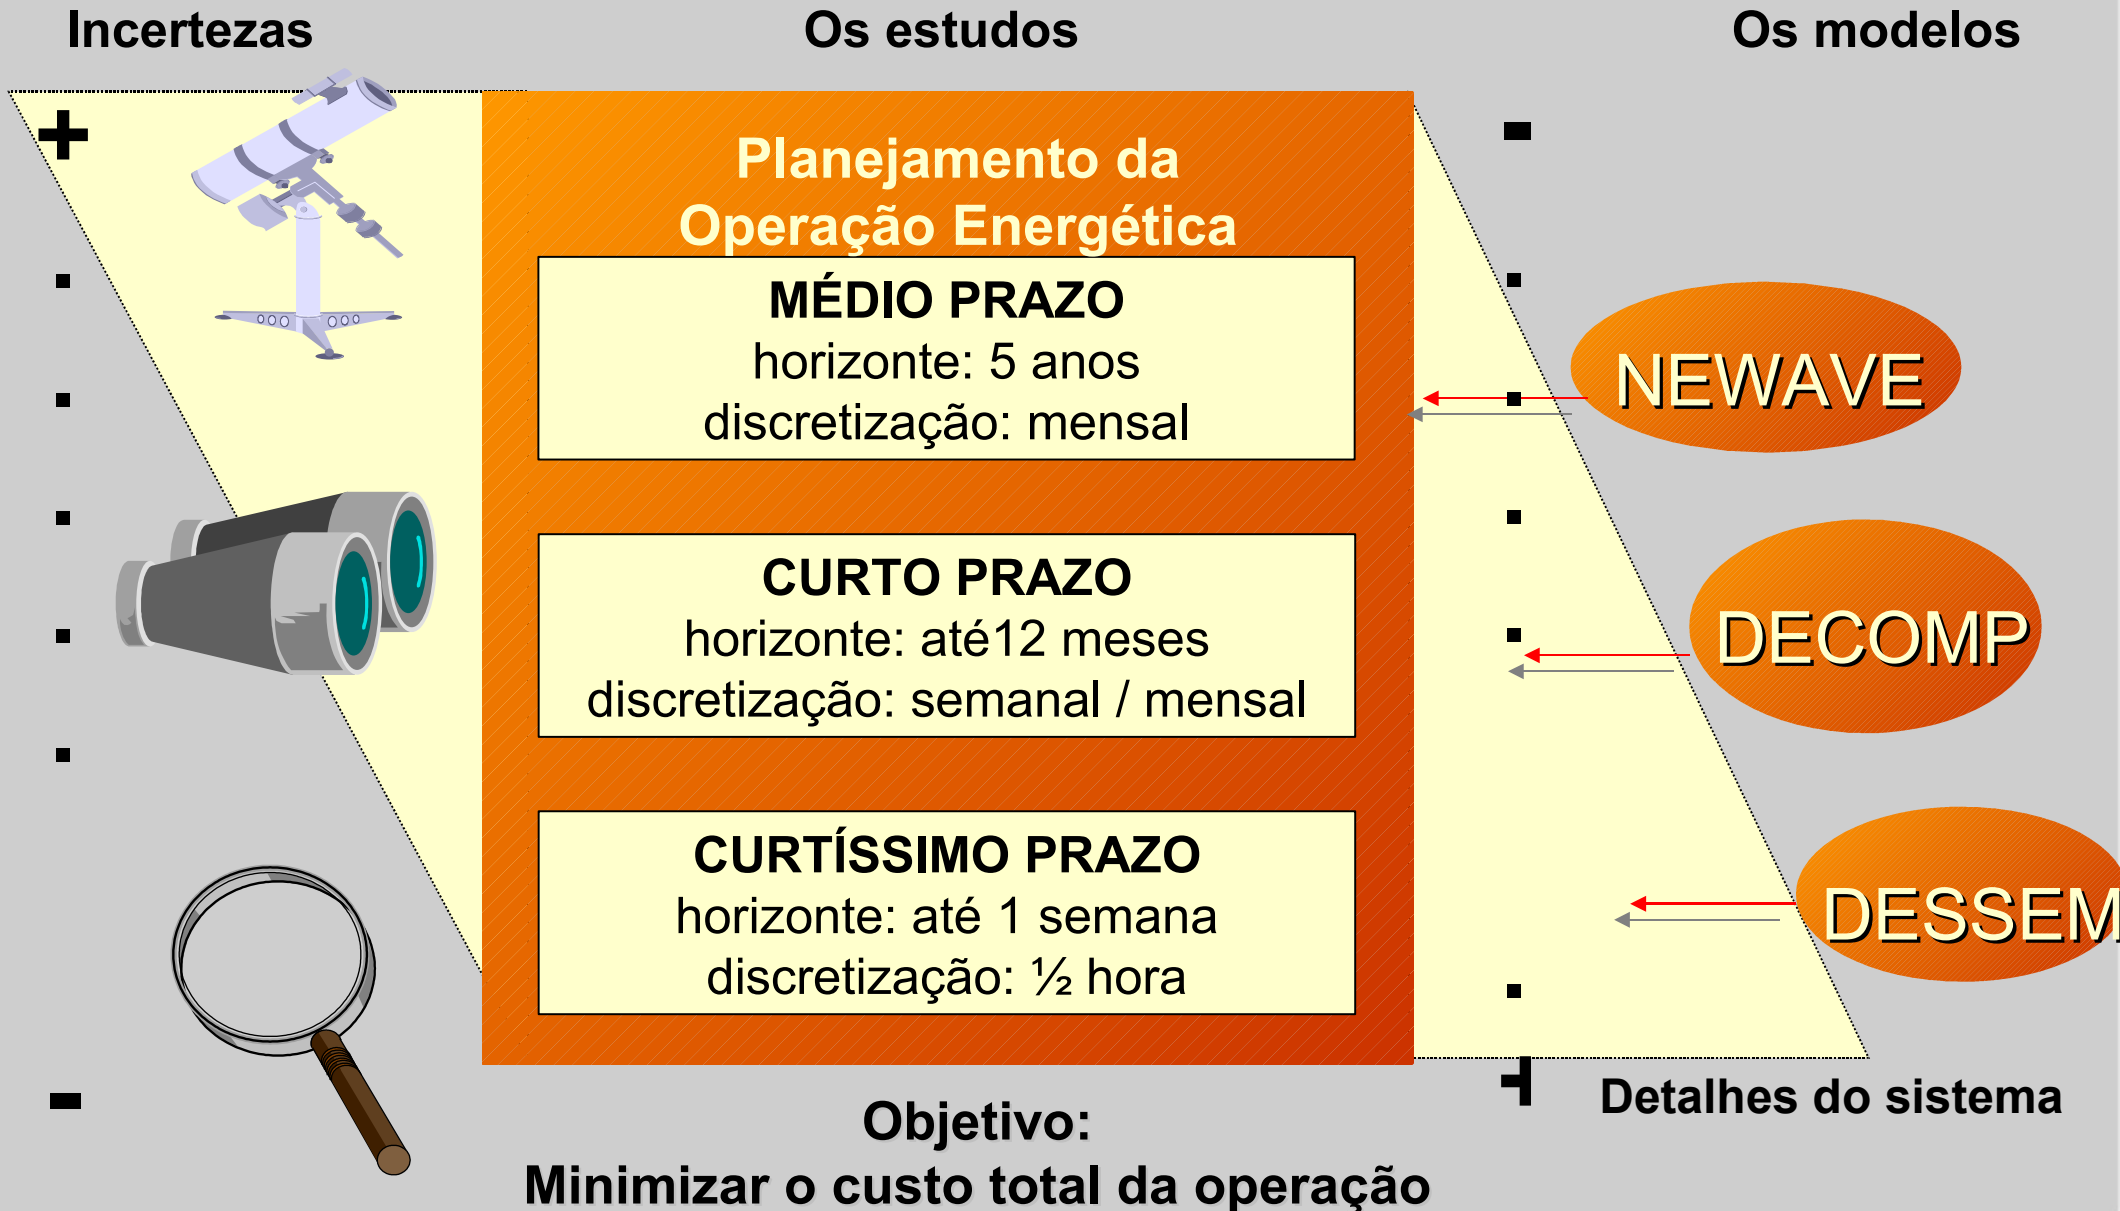 Incertezas
Os estudos
Os modelos
+
-
Planejamento da
Operação Energética
MÉDIO PRAZO
horizonte: 5 anos
discretização: mensal
NEWAVE
CURTO PRAZO
horizonte: até12 meses
discretização: semanal / mensal
DECOMP
CURTÍSSIMO PRAZO
horizonte: até 1 semana
discretização: ½ hora
DESSEM
-
+
Detalhes do sistema
Objetivo:
Minimizar o custo total da operação